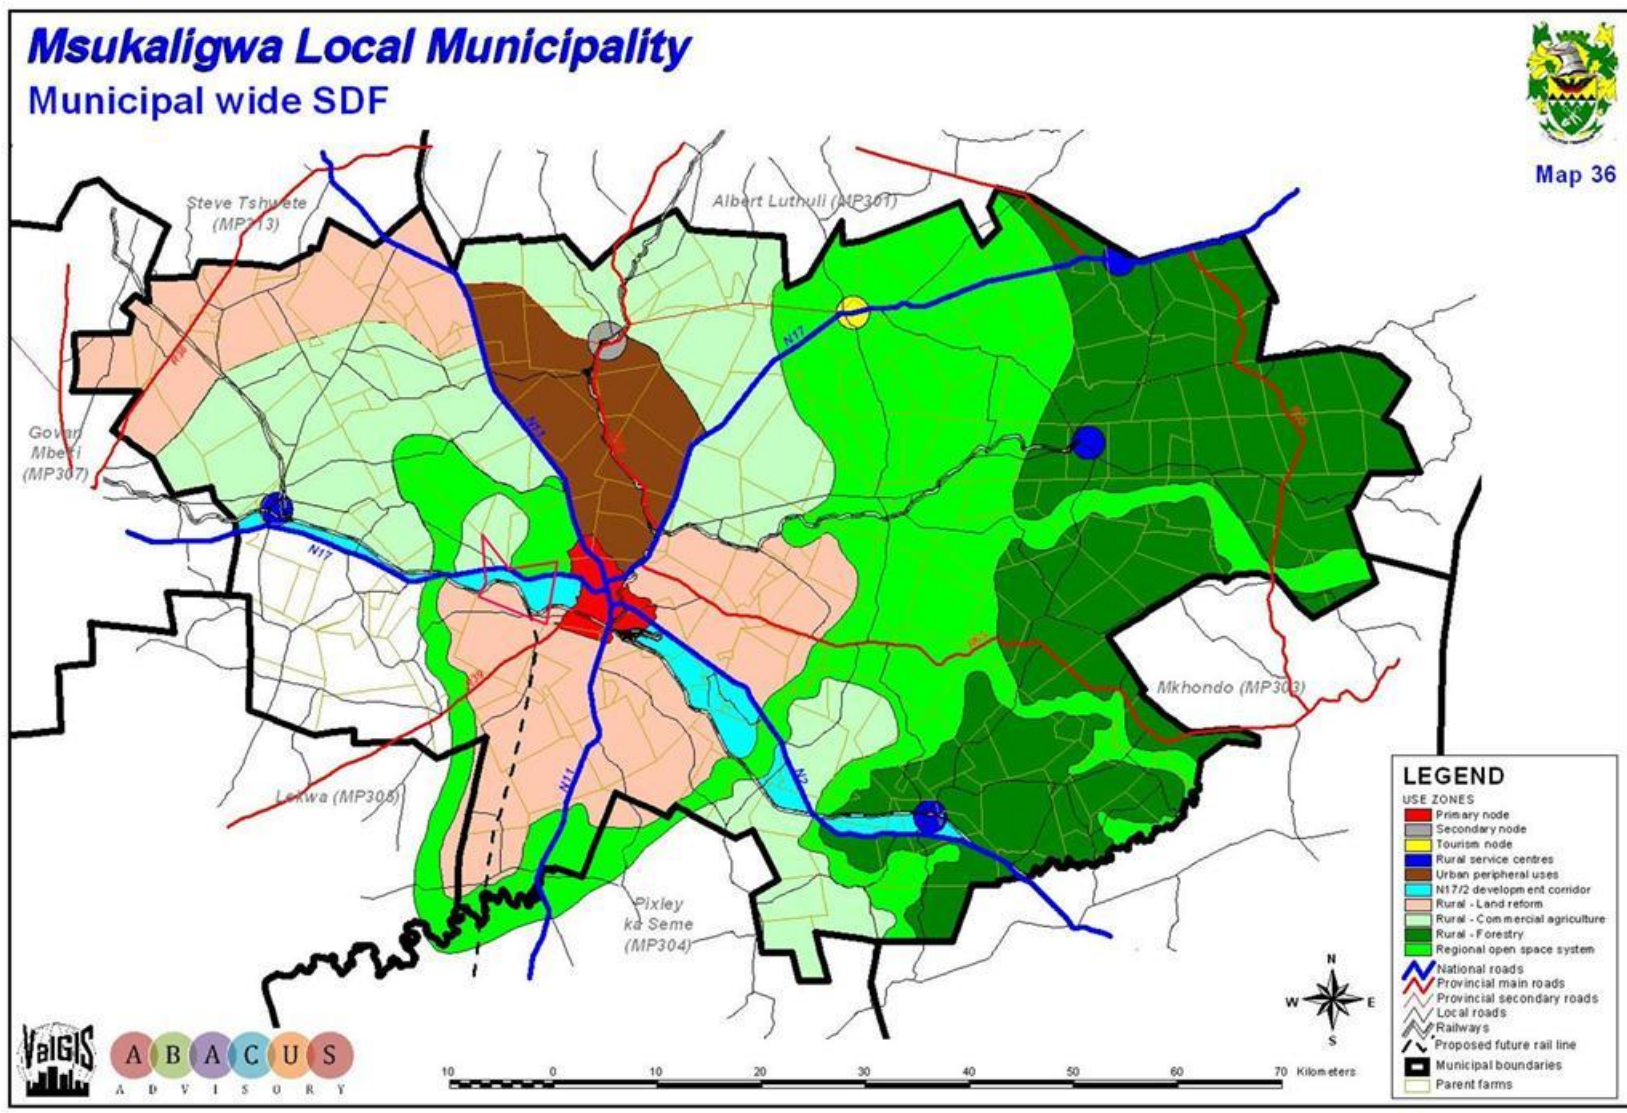 Msukaligwa Local Municipality
Municipal wide SDF
Map 36
Steve Tshwete
(MP313)
Albert Luthuli (MP301)
Govan
Mbeki
(MP307)
N17
N11
N17
N39
N11
N2
Lekwa (MP305)
Pixley
ka Seme
(MP304)
Mkhondo (MP303)
LEGEND
USE ZONES
Primary node
Secondary node
Tourism node
Rural service centres
Urban peripheral uses
N17/2 development corridor
Rural - Land reform
Rural - Commercial agriculture
Rural - Forestry
Regional open space system
National roads
Provincial main roads
Provincial secondary roads
Local roads
Railways
Proposed future rail line
Municipal boundaries
Parent farms
N
W E
S
ValGIS
ABACUS
ADVISORY
10 0 10 20 30 40 50 60 70 Kilometers